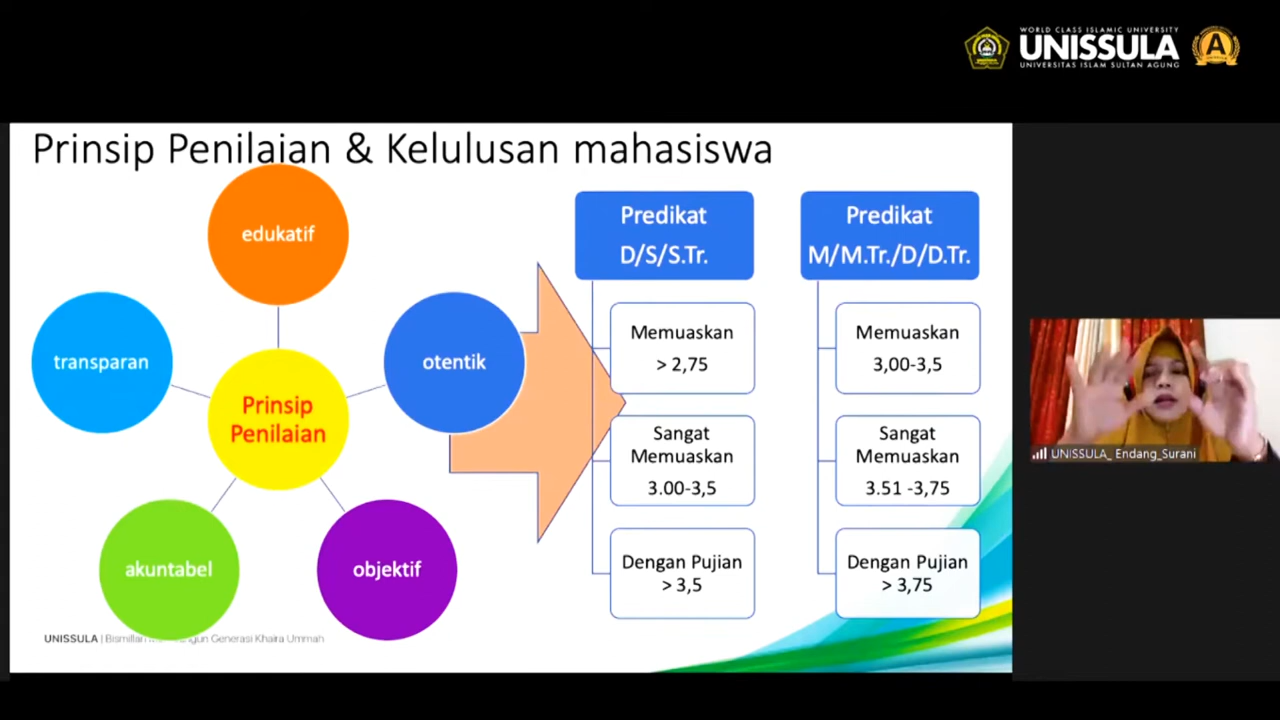 WORLD CLASS ISLAMIC UNIVERSITY
UNISSULA
UNIVERSITAS ISLAM SULTAN AGUNG
A
Prinsip Penilaian & Kelulusan mahasiswa
edukatif
transparan
otentik
Prinsip
Penilaian
akuntabel
objektif
Predikat
D/S/S.Tr.
Memuaskan
> 2,75
Sangat
Memuaskan
3.00-3,5
Dengan Pujian
> 3,5
Predikat
M/M.Tr./D/D.Tr.
Memuaskan
3,00-3,5
Sangat
Memuaskan
3.51 -3,75
Dengan Pujian
> 3,75
UNISSULA | Generasi Khaira Ummah
UNISSULA_ Endang_Surani